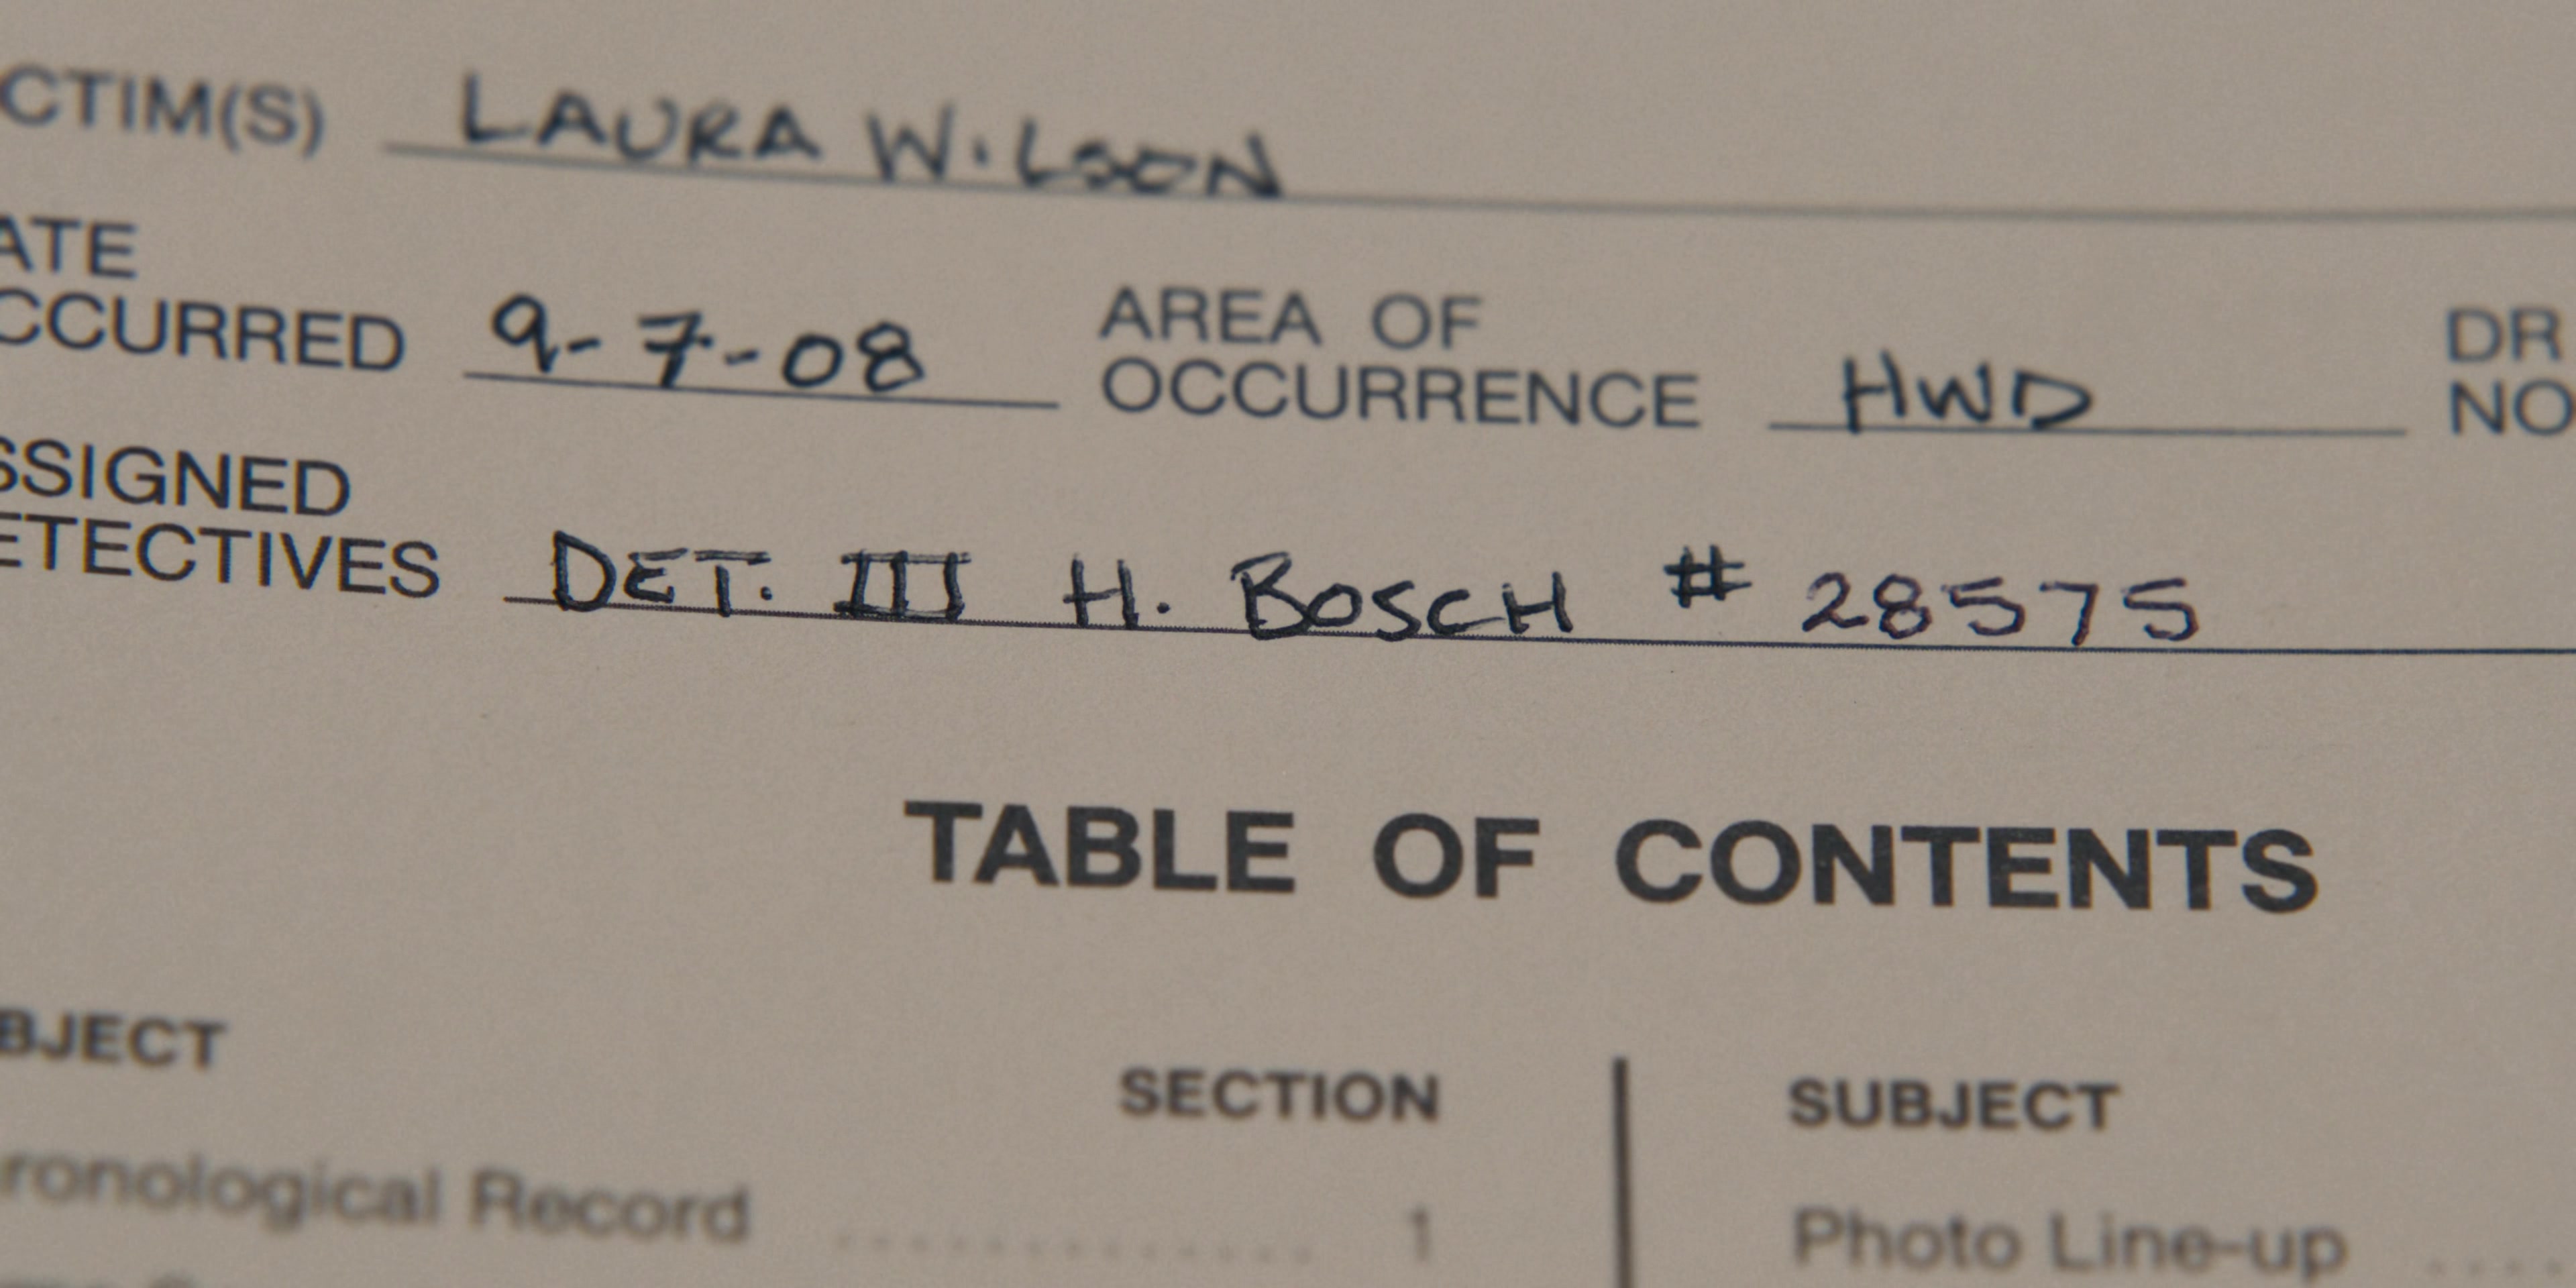 CTIM(S) LAURA WILSON
ATE
CCURRED 9-7-08 AREA OF OCCURRENCE HWD DR NO
SSIGNED
ETECTIVES DET. III H. BOSCH # 28575
TABLE OF CONTENTS
BJECT SECTION SUBJECT
ronological Record .............. 1 Photo Line-up ....